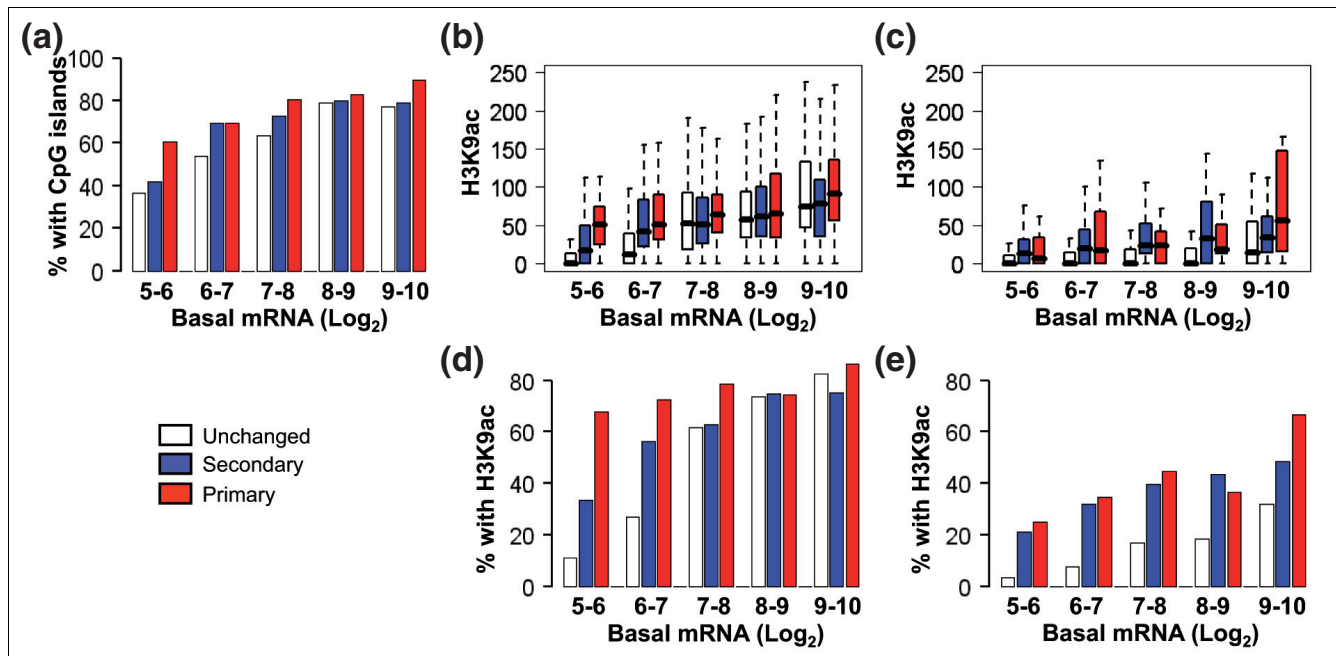 (a)
% with CpG islands
100
80
60
40
20
0
5-6 6-7 7-8 8-9 9-10
Basal mRNA (Log₂)
(b)
H3K9ac
250
200
150
100
50
0
5-6 6-7 7-8 8-9 9-10
Basal mRNA (Log₂)
(c)
H3K9ac
250
200
150
100
50
0
5-6 6-7 7-8 8-9 9-10
Basal mRNA (Log₂)
Unchanged
Secondary
Primary
(d)
% with H3K9ac
80
60
40
20
0
5-6 6-7 7-8 8-9 9-10
Basal mRNA (Log₂)
(e)
% with H3K9ac
80
60
40
20
0
5-6 6-7 7-8 8-9 9-10
Basal mRNA (Log₂)